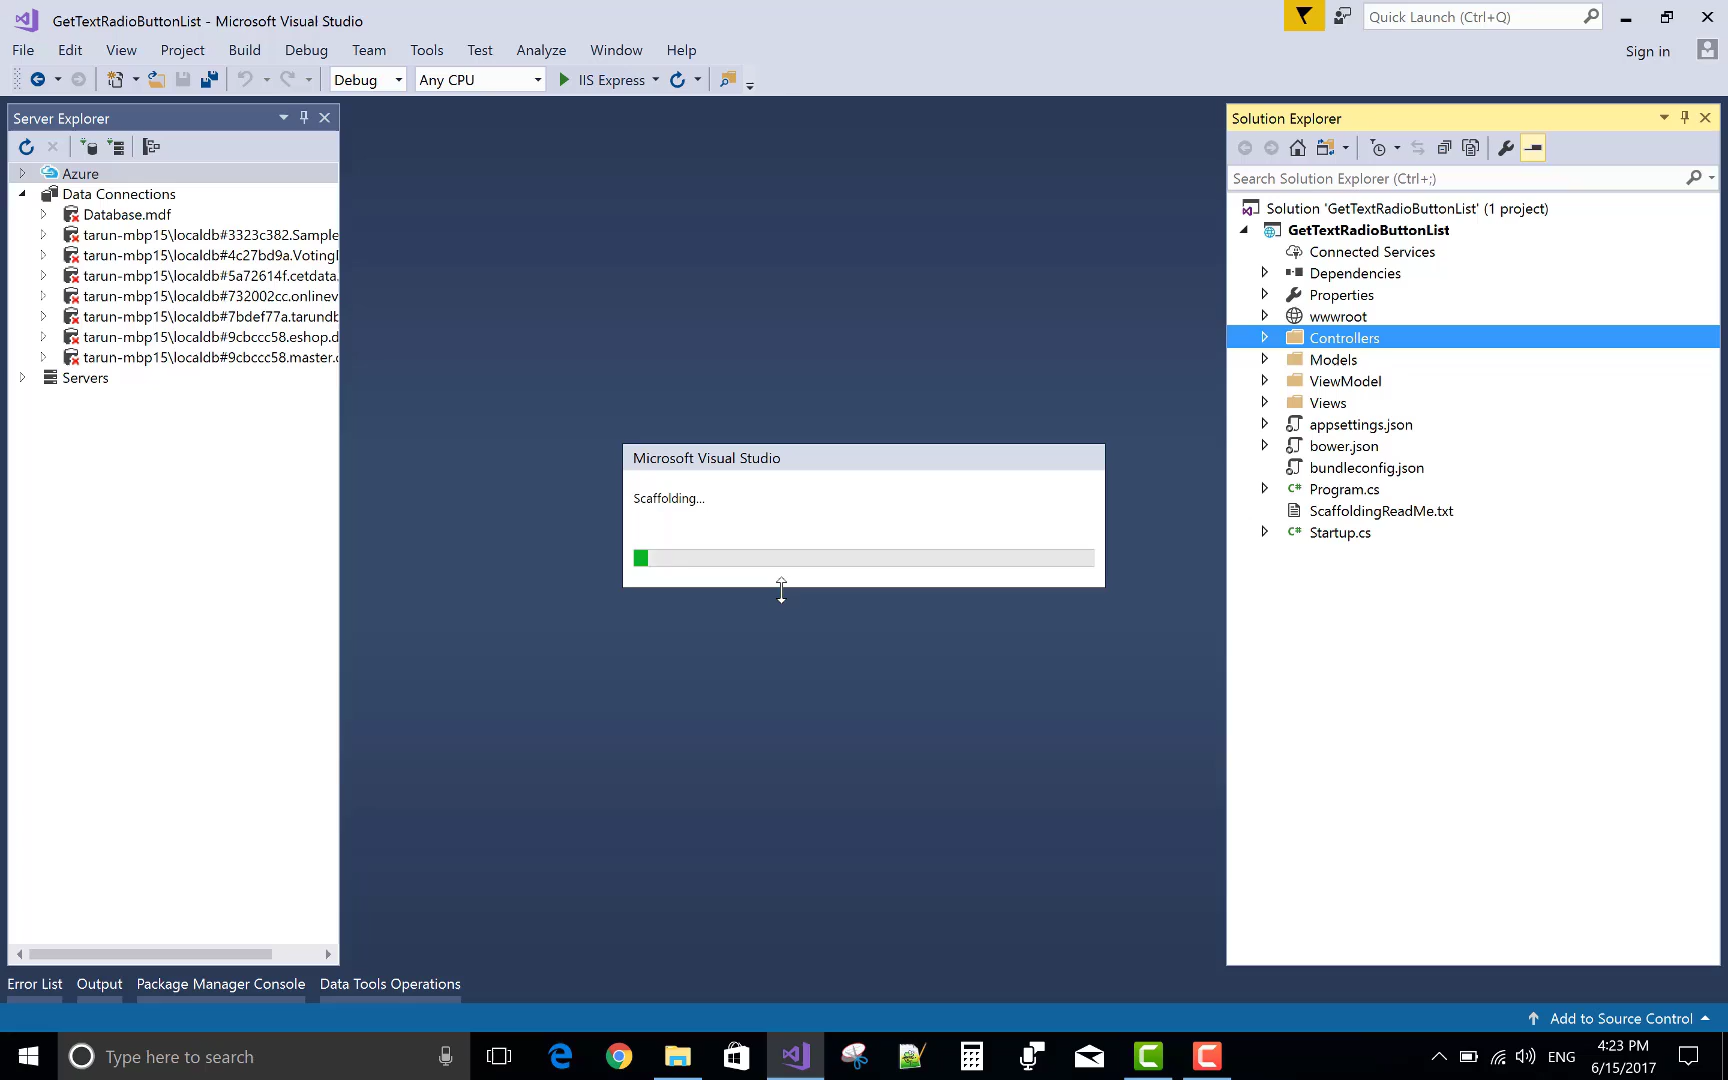 GetTextRadioButtonList - Microsoft Visual Studio
Quick Launch (Ctrl+Q)
File Edit View Project Build Debug Team Tools Test Analyze Window Help
Sign in
Debug Any CPU IIS Express
Server Explorer
Azure
Data Connections
Database.mdf
tarun-mbp15\localdb#3323c382.Sample
tarun-mbp15\localdb#4c27bd9a.VotingI
tarun-mbp15\localdb#5a72614f.cetdata.
tarun-mbp15\localdb#732002cc.onlinev
tarun-mbp15\localdb#7bdef77a.tarundb
tarun-mbp15\localdb#9cbccc58.eshop.d
tarun-mbp15\localdb#9cbccc58.master.
Servers
Microsoft Visual Studio
Scaffolding...
Solution Explorer
Search Solution Explorer (Ctrl+;)
Solution 'GetTextRadioButtonList' (1 project)
GetTextRadioButtonList
Connected Services
Dependencies
Properties
wwwroot
Controllers
Models
ViewModel
Views
appsettings.json
bower.json
bundleconfig.json
C# Program.cs
ScaffoldingReadMe.txt
C# Startup.cs
Error List Output Package Manager Console Data Tools Operations
Add to Source Control
Type here to search
ENG
4:23 PM
6/15/2017